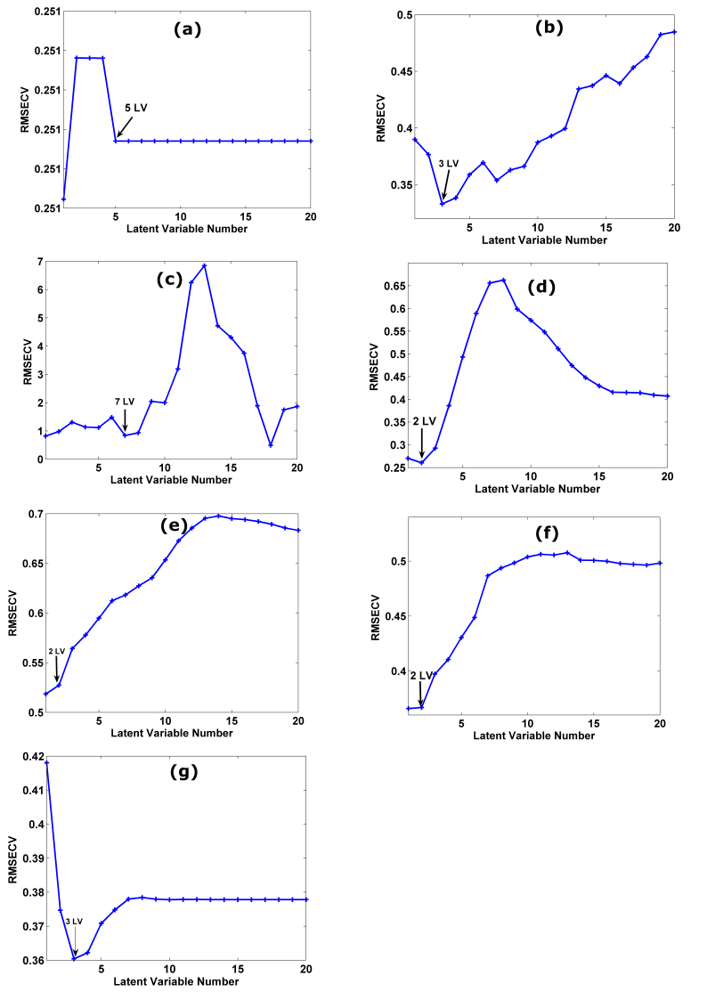 (a)
0.251
0.251
0.251
0.251
0.251
0.251
RMSECV
5 LV
5 10 15 20
Latent Variable Number
(b)
0.5
0.45
0.4
0.35
RMSECV
3 LV
5 10 15 20
Latent Variable Number
(c)
7
6
5
4
3
2
1
0
RMSECV
7 LV
5 10 15 20
Latent Variable Number
(d)
0.65
0.6
0.55
0.5
0.45
0.4
0.35
0.3
0.25
RMSECV
2 LV
5 10 15 20
Latent Variable Number
(e)
0.7
0.65
0.6
0.55
0.5
RMSECV
2 LV
5 10 15 20
Latent Variable Number
(f)
0.5
0.45
0.4
RMSECV
2 LV
5 10 15 20
Latent Variable Number
(g)
0.42
0.41
0.4
0.39
0.38
0.37
0.36
RMSECV
3 LV
5 10 15 20
Latent Variable Number